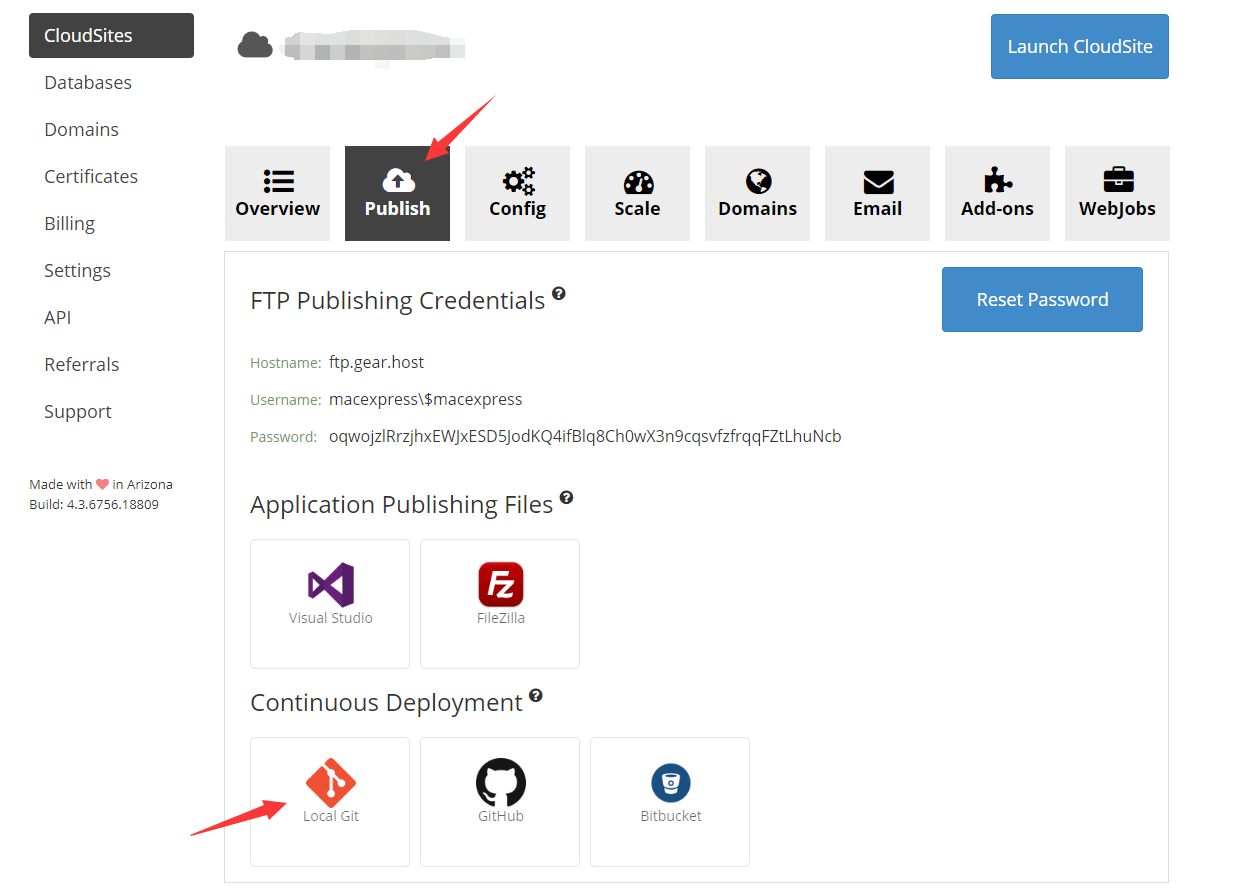 CloudSites
Databases
Domains
Certificates
Billing
Settings
API
Referrals
Support
Made with in Arizona
Build: 4.3.6756.18809
Launch CloudSite
Overview
Publish
Config
Scale
Domains
Email
Add-ons
WebJobs
FTP Publishing Credentials
Reset Password
Hostname: ftp.gear.host
Username: macexpress\$macexpress
Password: oqwojzlRrzjhxEWJxESD5JodKQ4ifBlq8Ch0wX3n9cqsvfzfrqqFZtLhuNcb
Application Publishing Files
Visual Studio
FileZilla
Continuous Deployment
Local Git
GitHub
Bitbucket